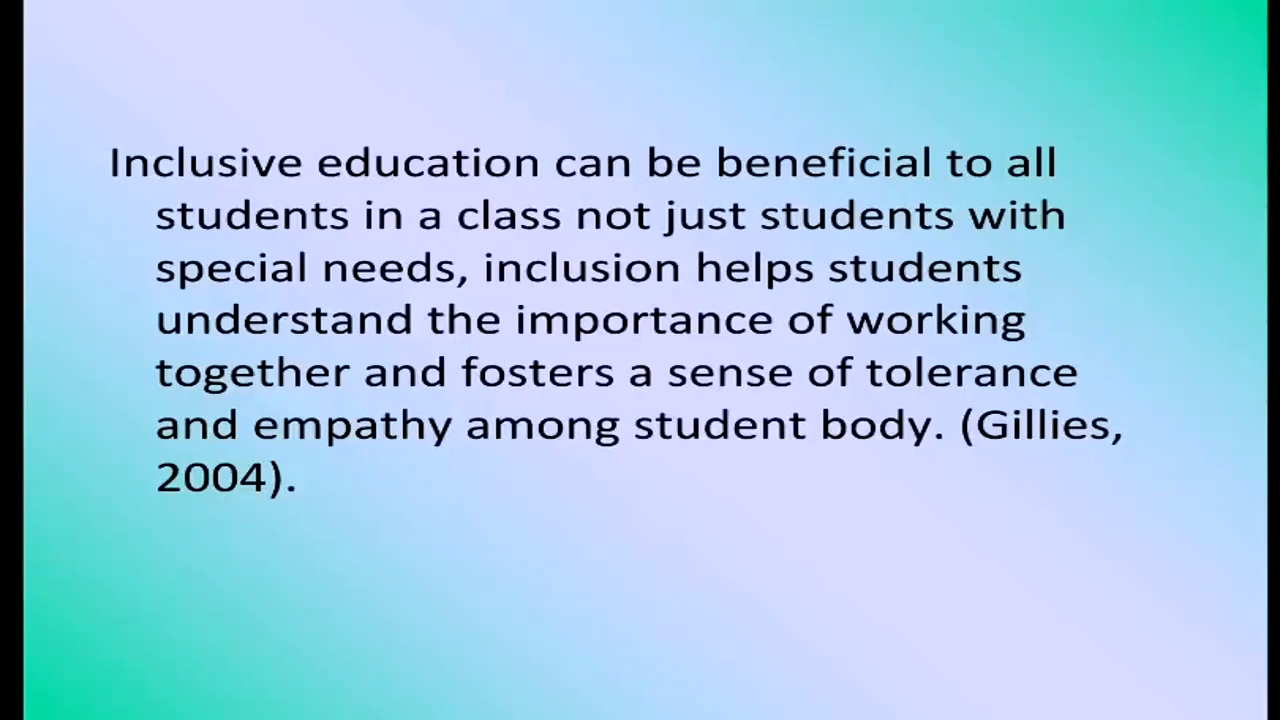 Inclusive education can be beneficial to all
students in a class not just students with
special needs, inclusion helps students
understand the importance of working
together and fosters a sense of tolerance
and empathy among student body. (Gillies,
2004).